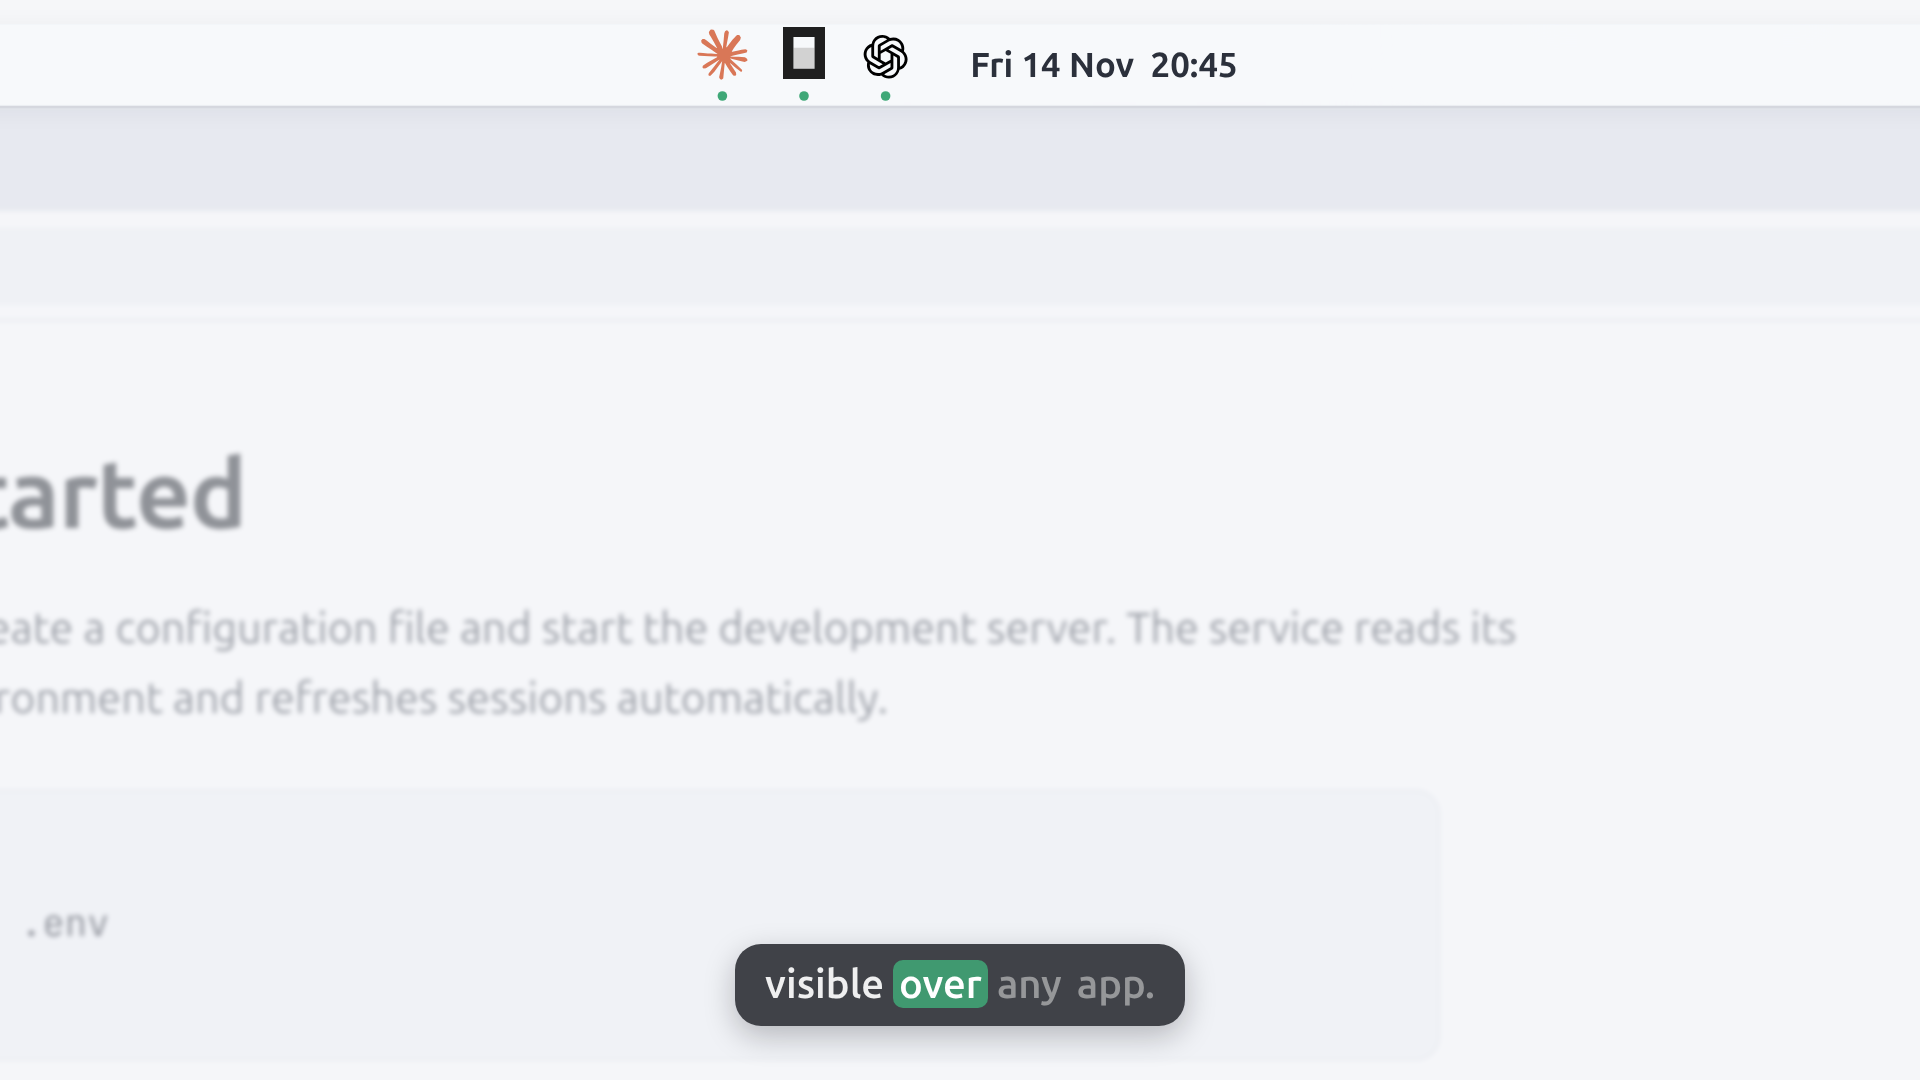 Fri 14 Nov 20:45
tarted
eate a configuration file and start the development server. The service reads its
ronment and refreshes sessions automatically.
.env
visible over any app.